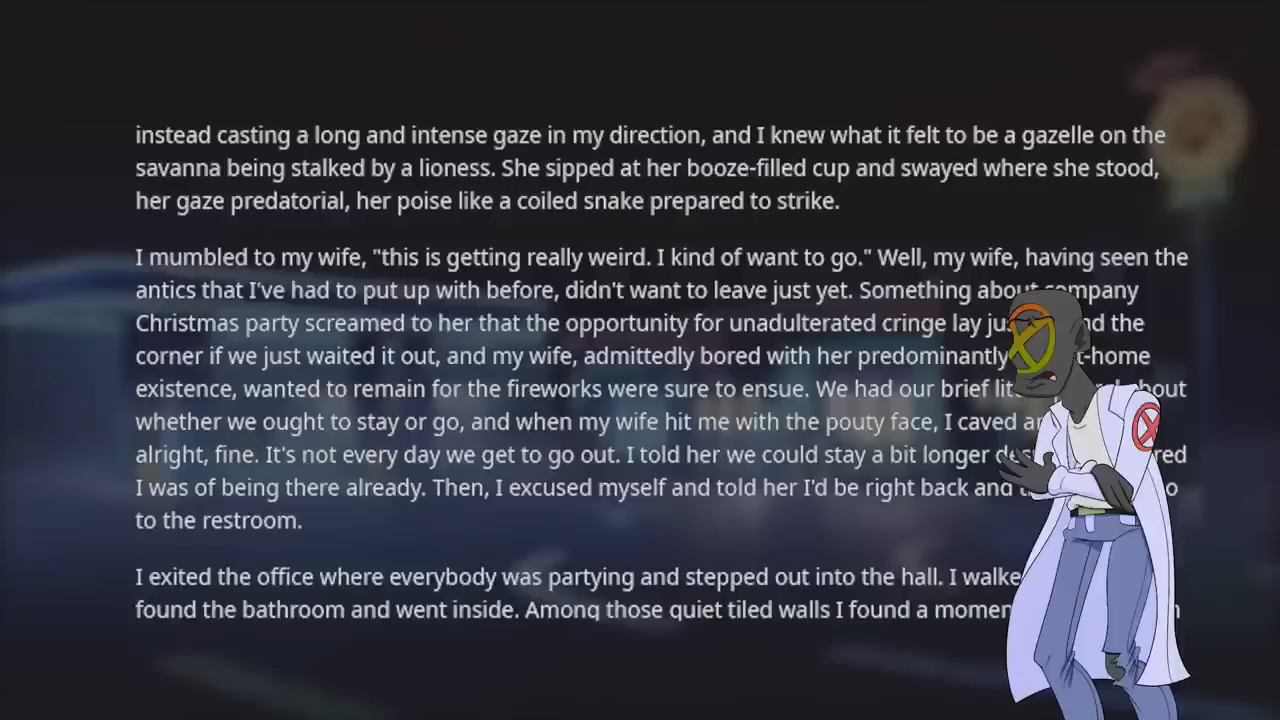 instead casting a long and intense gaze in my direction, and I knew what it felt to be a gazelle on the
savanna being stalked by a lioness. She sipped at her booze-filled cup and swayed where she stood,
her gaze predatorial, her poise like a coiled snake prepared to strike.
I mumbled to my wife, "this is getting really weird. I kind of want to go." Well, my wife, having seen the
antics that I've had to put up with before, didn't want to leave just yet. Something about company
Christmas party screamed to her that the opportunity for unadulterated cringe lay the
corner if we just waited it out, and my wife, admittedly bored with her predominantly
existence, wanted to remain for the fireworks were sure to ensue. We had our brief
whether we ought to stay or go, and when my wife hit me with the pouty face, I caved
alright, fine. It's not every day we get to go out. I told her we could stay a bit longer
I was of being there already. Then, I excused myself and told her I'd be right back and
to the restroom.
I exited the office where everybody was partying and stepped out into the hall. I
found the bathroom and went inside. Among those quiet tiled walls I found a